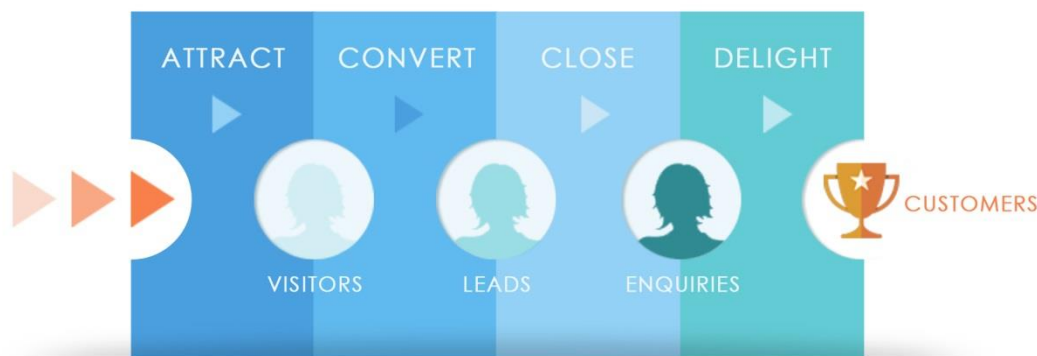 ATTRACT CONVERT CLOSE DELIGHT
CUSTOMERS
VISITORS LEADS ENQUIRIES